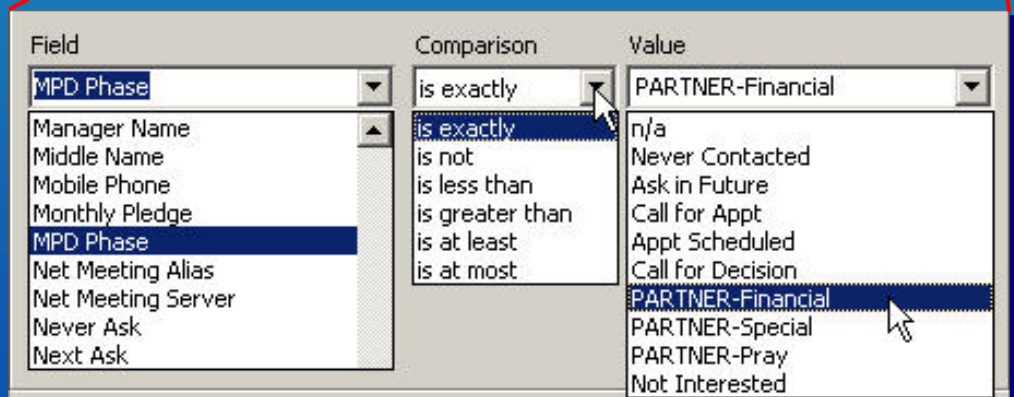 Field
MPD Phase
Manager Name
Middle Name
Mobile Phone
Monthly Pledge
MPD Phase
Net Meeting Alias
Net Meeting Server
Never Ask
Next Ask
Comparison
is exactly
is exactly
is not
is less than
is greater than
is at least
is at most
Value
PARTNER-Financial
n/a
Never Contacted
Ask in Future
Call for Appt
Appt Scheduled
Call for Decision
PARTNER-Financial
PARTNER-Special
PARTNER-Pray
Not Interested